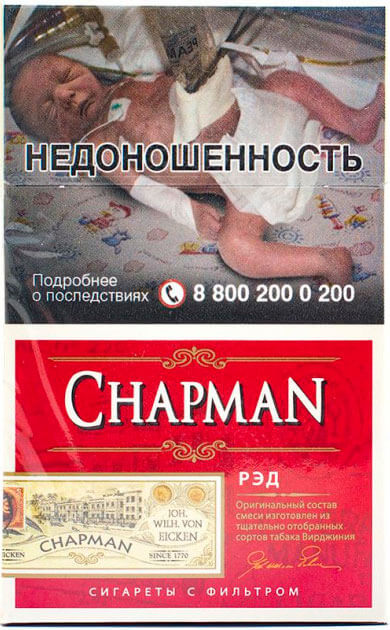 НЕДОНОШЕННОСТЬ
Подробнее
о последствиях 8 800 200 0 200
CHAPMAN
РЭД
Оригинальный состав
смеси изготовлен из
тщательно отобранных
сортов табака Вирджиния
JOH.
WILH. VON
EICKEN
EICKEN
CHAPMAN
SINCE 1770
СИГАРЕТЫ С ФИЛЬТРОМ